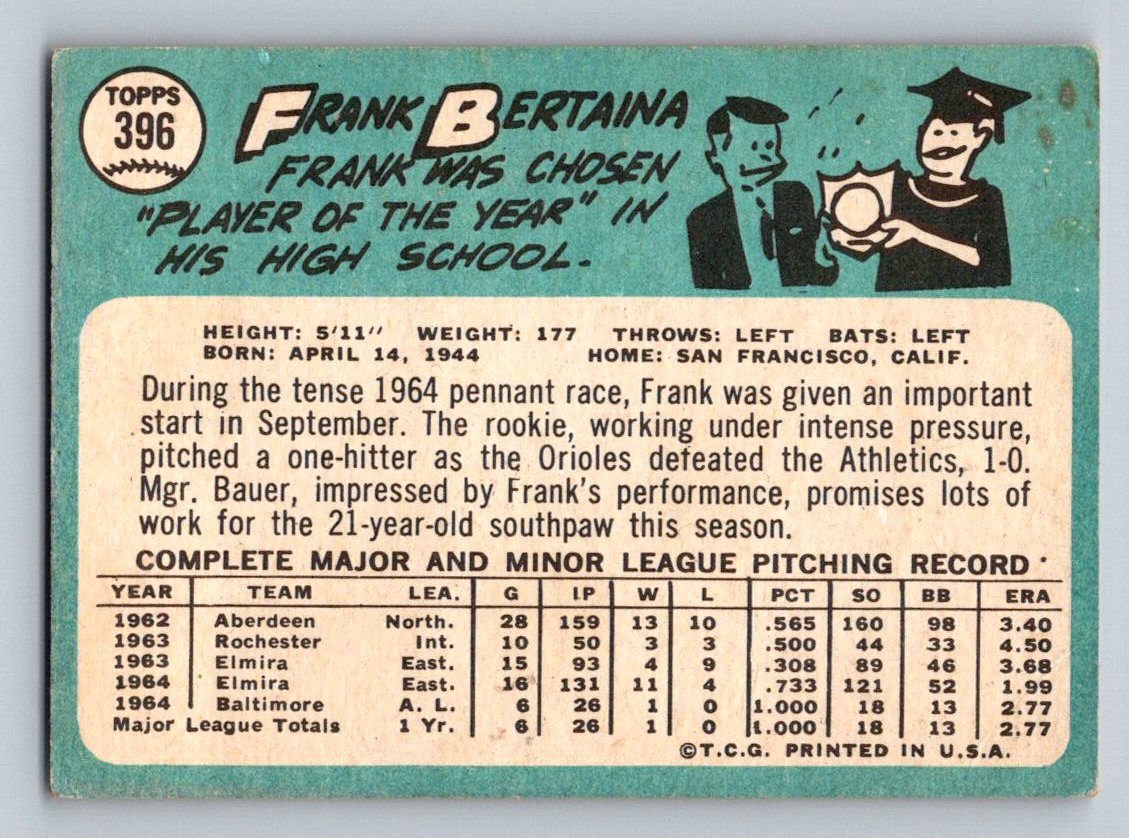 TOPPS
396
FRANK BERTAINA
FRANK WAS CHOSEN
"PLAYER OF THE YEAR" IN
HIS HIGH SCHOOL.
HEIGHT: 5'11" WEIGHT: 177 THROWS: LEFT BATS: LEFT
BORN: APRIL 14, 1944 HOME: SAN FRANCISCO, CALIF.
During the tense 1964 pennant race, Frank was given an important
start in September. The rookie, working under intense pressure,
pitched a one-hitter as the Orioles defeated the Athletics, 1-0.
Mgr. Bauer, impressed by Frank's performance, promises lots of
work for the 21-year-old southpaw this season.
COMPLETE MAJOR AND MINOR LEAGUE PITCHING RECORD
YEAR TEAM LEA. G IP W L PCT SO BB ERA
1962 Aberdeen North. 28 159 13 10 .565 160 98 3.40
1963 Rochester Int. 10 50 3 3 .500 44 33 4.50
1963 Elmira East. 15 93 4 9 .308 89 46 3.68
1964 Elmira East. 16 131 11 4 .733 121 52 1.99
1964 Baltimore A. L. 6 26 1 0 1.000 18 13 2.77
Major League Totals 1 Yr. 6 26 1 0 1.000 18 13 2.77
©T.C.G. PRINTED IN U.S.A.